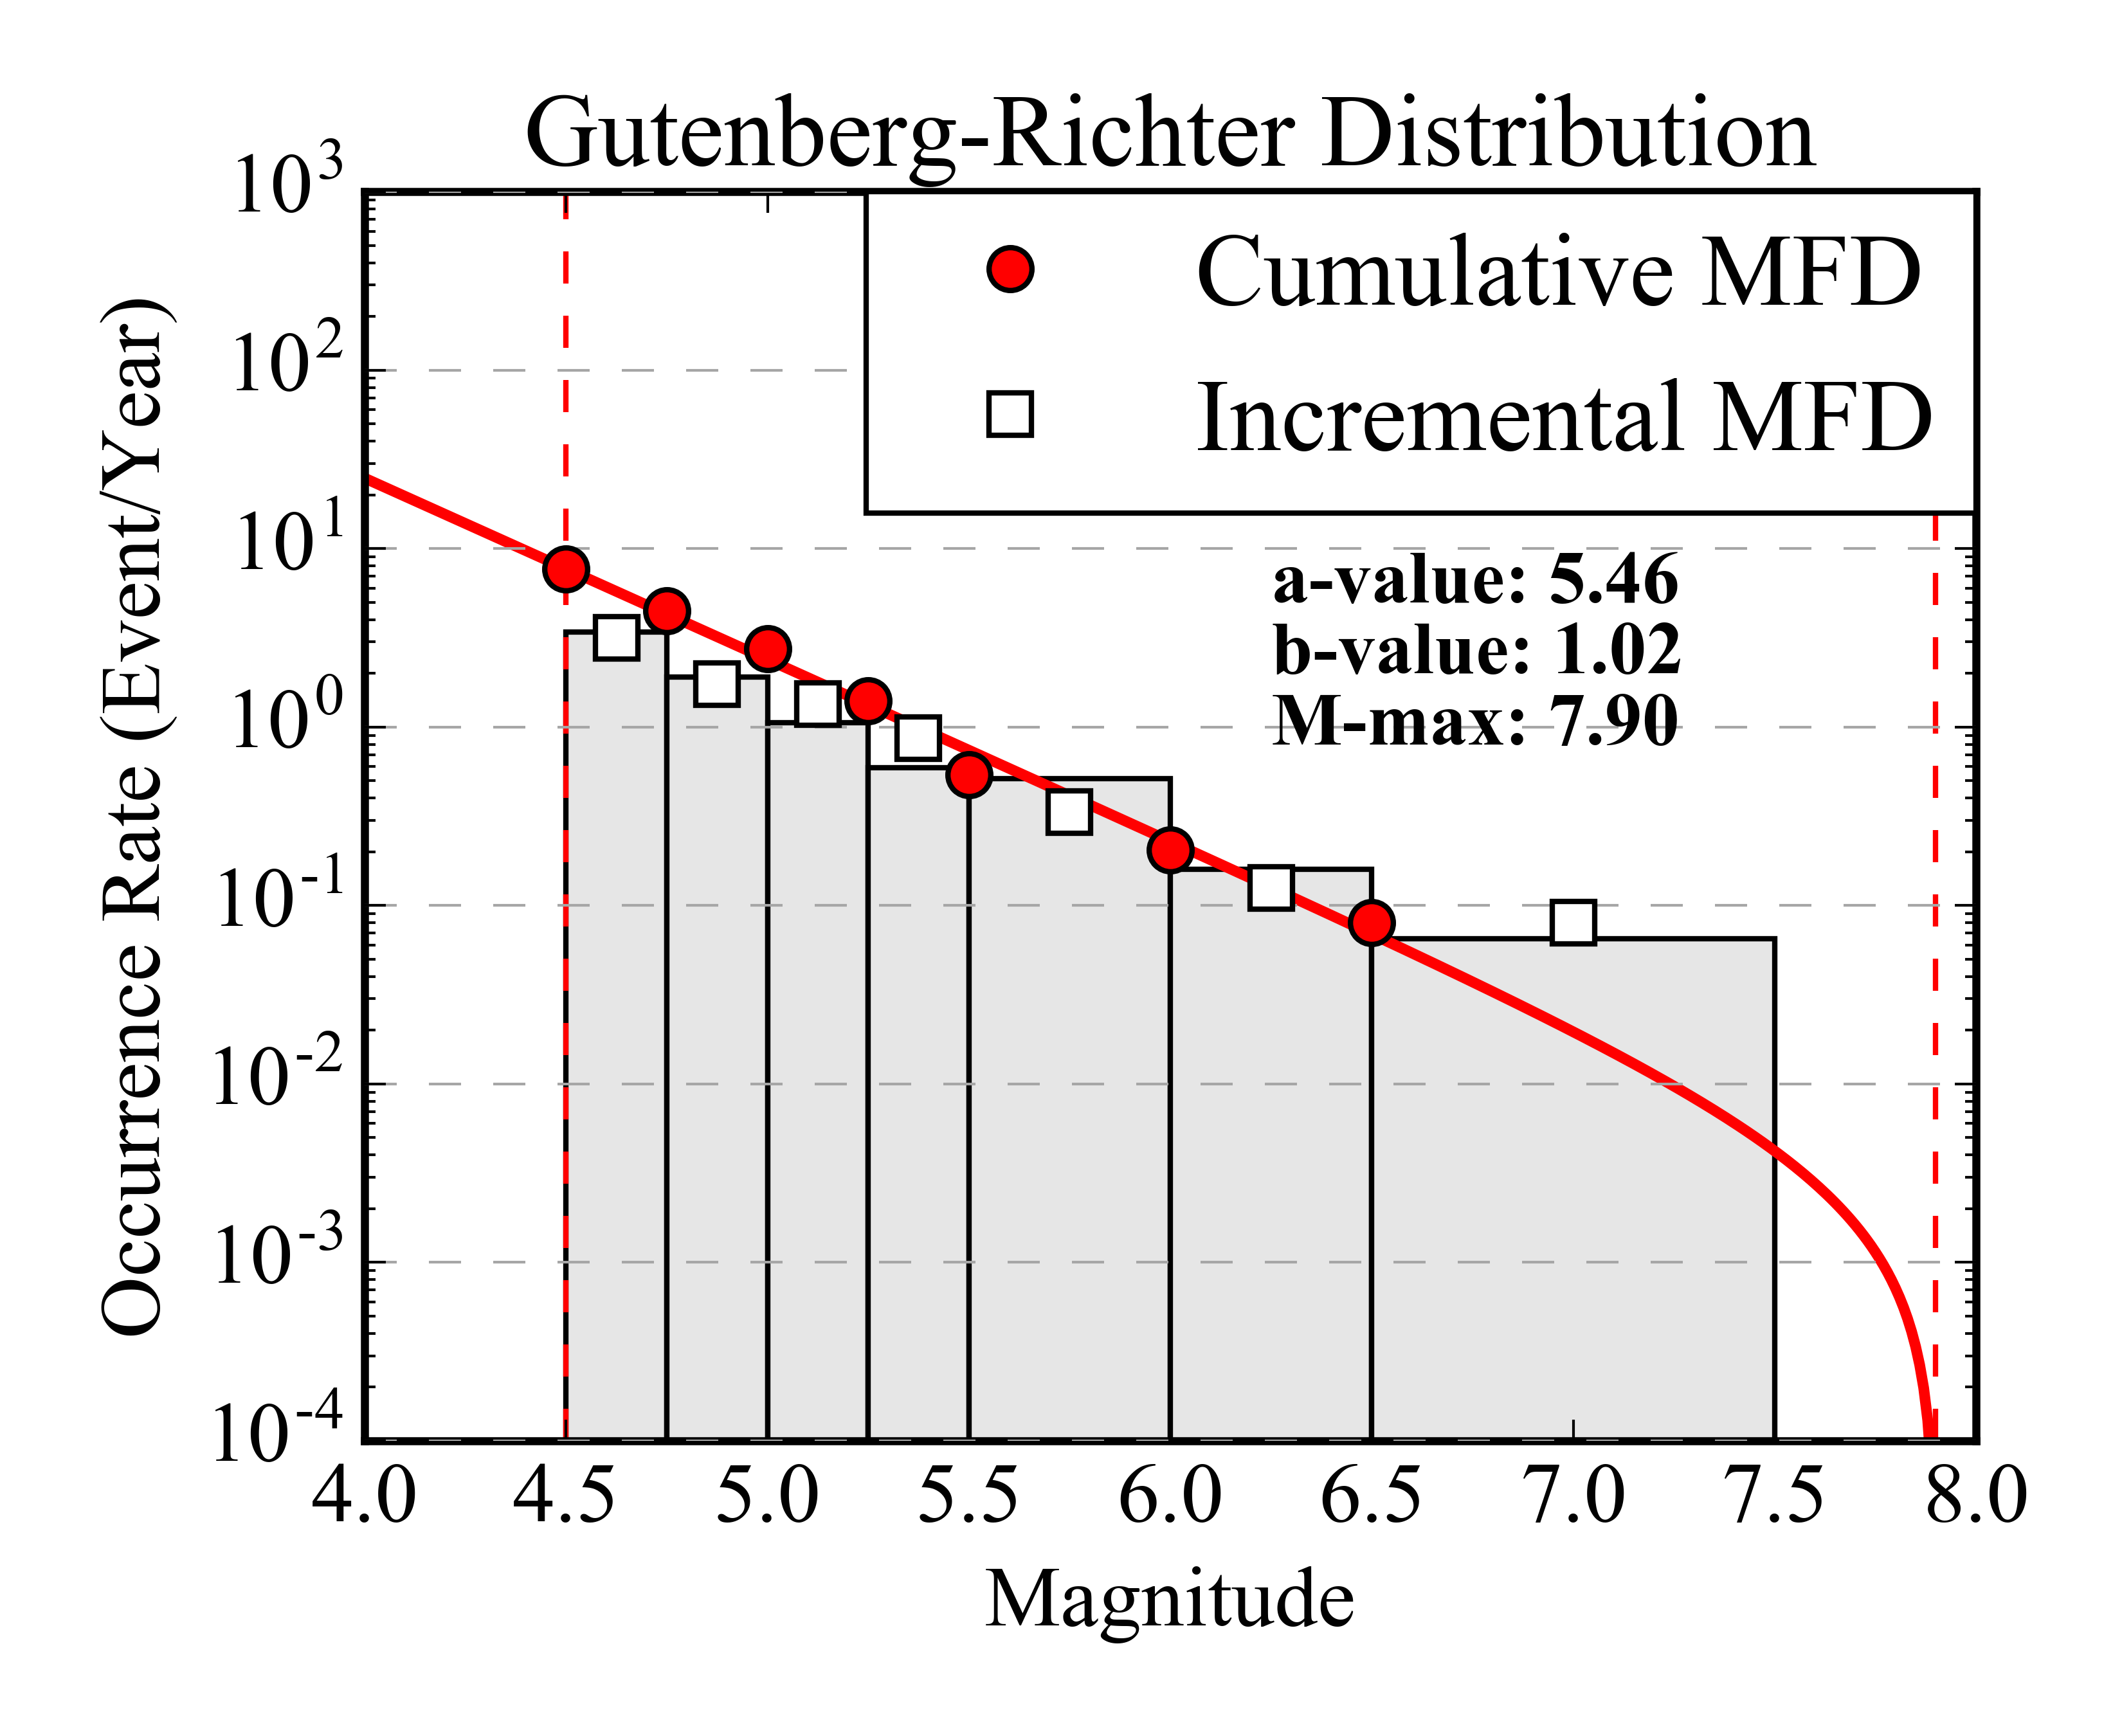 Gutenberg-Richter Distribution
10³
10²
10¹
10⁰
10⁻¹
10⁻²
10⁻³
10⁻⁴
Occurrence Rate (Event/Year)
Cumulative MFD
Incremental MFD
a-value: 5.46
b-value: 1.02
M-max: 7.90
4.0 4.5 5.0 5.5 6.0 6.5 7.0 7.5 8.0
Magnitude